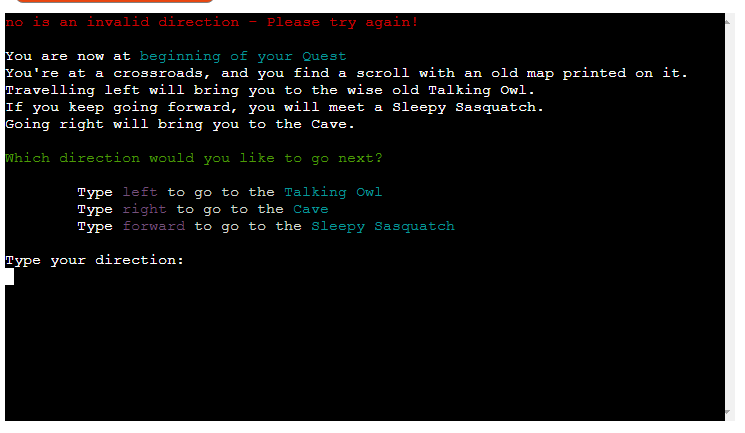 no is an invalid direction - Please try again!
You are now at beginning of your Quest
You're at a crossroads, and you find a scroll with an old map printed on it.
Travelling left will bring you to the wise old Talking Owl.
If you keep going forward, you will meet a Sleepy Sasquatch.
Going right will bring you to the Cave.
Which direction would you like to go next?
Type left to go to the Talking Owl
Type right to go to the Cave
Type forward to go to the Sleepy Sasquatch
Type your direction: